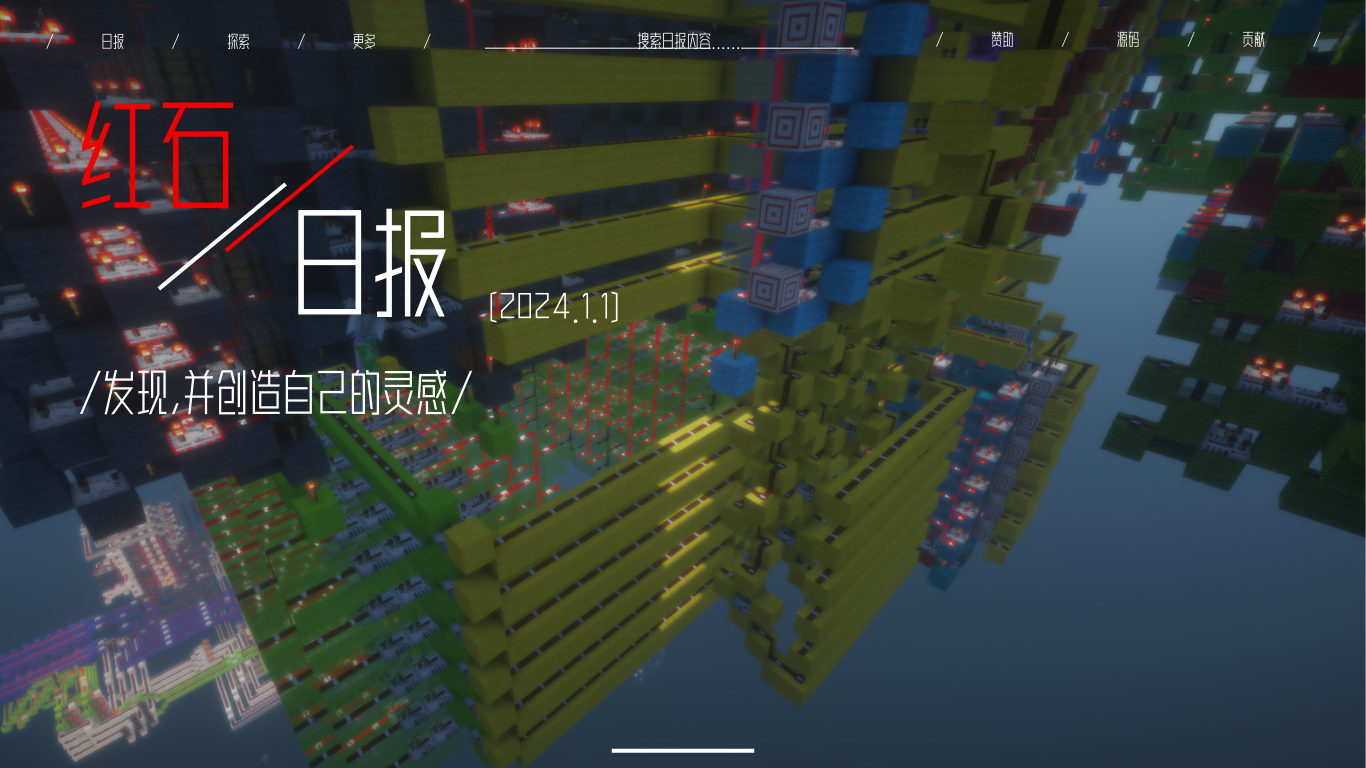 / 日报 / 探索 / 更多 / 搜索日报内容...... / 赞助 / 源码 / 贡献 /
红石
日报 [2024.1.1]
/发现,并创造自己的灵感/